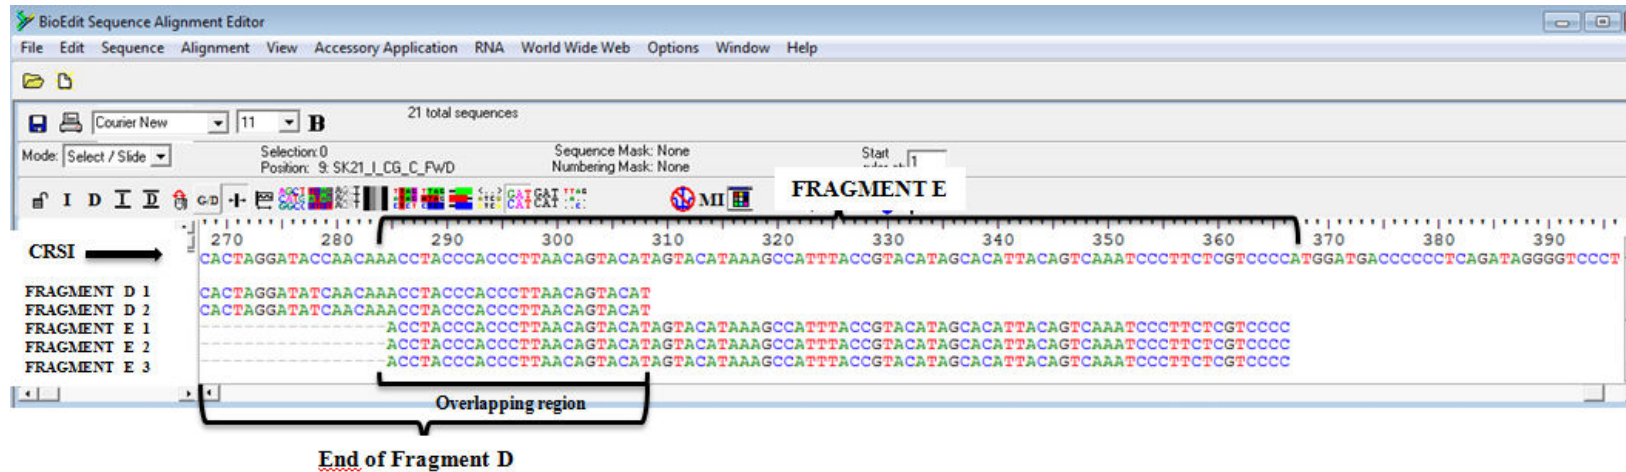 BioEdit Sequence Alignment Editor
File Edit Sequence Alignment View Accessory Application RNA World Wide Web Options Window Help
Courier New 11 B 21 total sequences
Mode: Select / Slide Selection: 0 Sequence Mask: None Start
Position: 9: SK21_I_CG_C_FWD Numbering Mask: None 1
FRAGMENT E
I D I D G/D MI
270 280 290 300 310 320 330 340 350 360 370 380 390
CRSI CACTAGGATACCAACAAACCTACCCACCCTTAACAGTACATAGTACATAAAGCCATTTACCGTACATAGCACATTACAGTCAAATCCCTTCTCGTCCCCATGGATGACCCCCCTCAGATAGGGGTCCCT
FRAGMENT D 1 CACTAGGATATCAACAAACCTACCCACCCTTAACAGTACAT
FRAGMENT D 2 CACTAGGATATCAACAAACCTACCCACCCTTAACAGTACAT
FRAGMENT E 1 -----------------ACCTACCCACCCTTAACAGTACATAGTACATAAAGCCATTTACCGTACATAGCACATTACAGTCAAATCCCTTCTCGTCCCC
FRAGMENT E 2 -----------------ACCTACCCACCCTTAACAGTACATAGTACATAAAGCCATTTACCGTACATAGCACATTACAGTCAAATCCCTTCTCGTCCCC
FRAGMENT E 3 -----------------ACCTACCCACCCTTAACAGTACATAGTACATAAAGCCATTTACCGTACATAGCACATTACAGTCAAATCCCTTCTCGTCCCC
Overlapping region
End of Fragment D